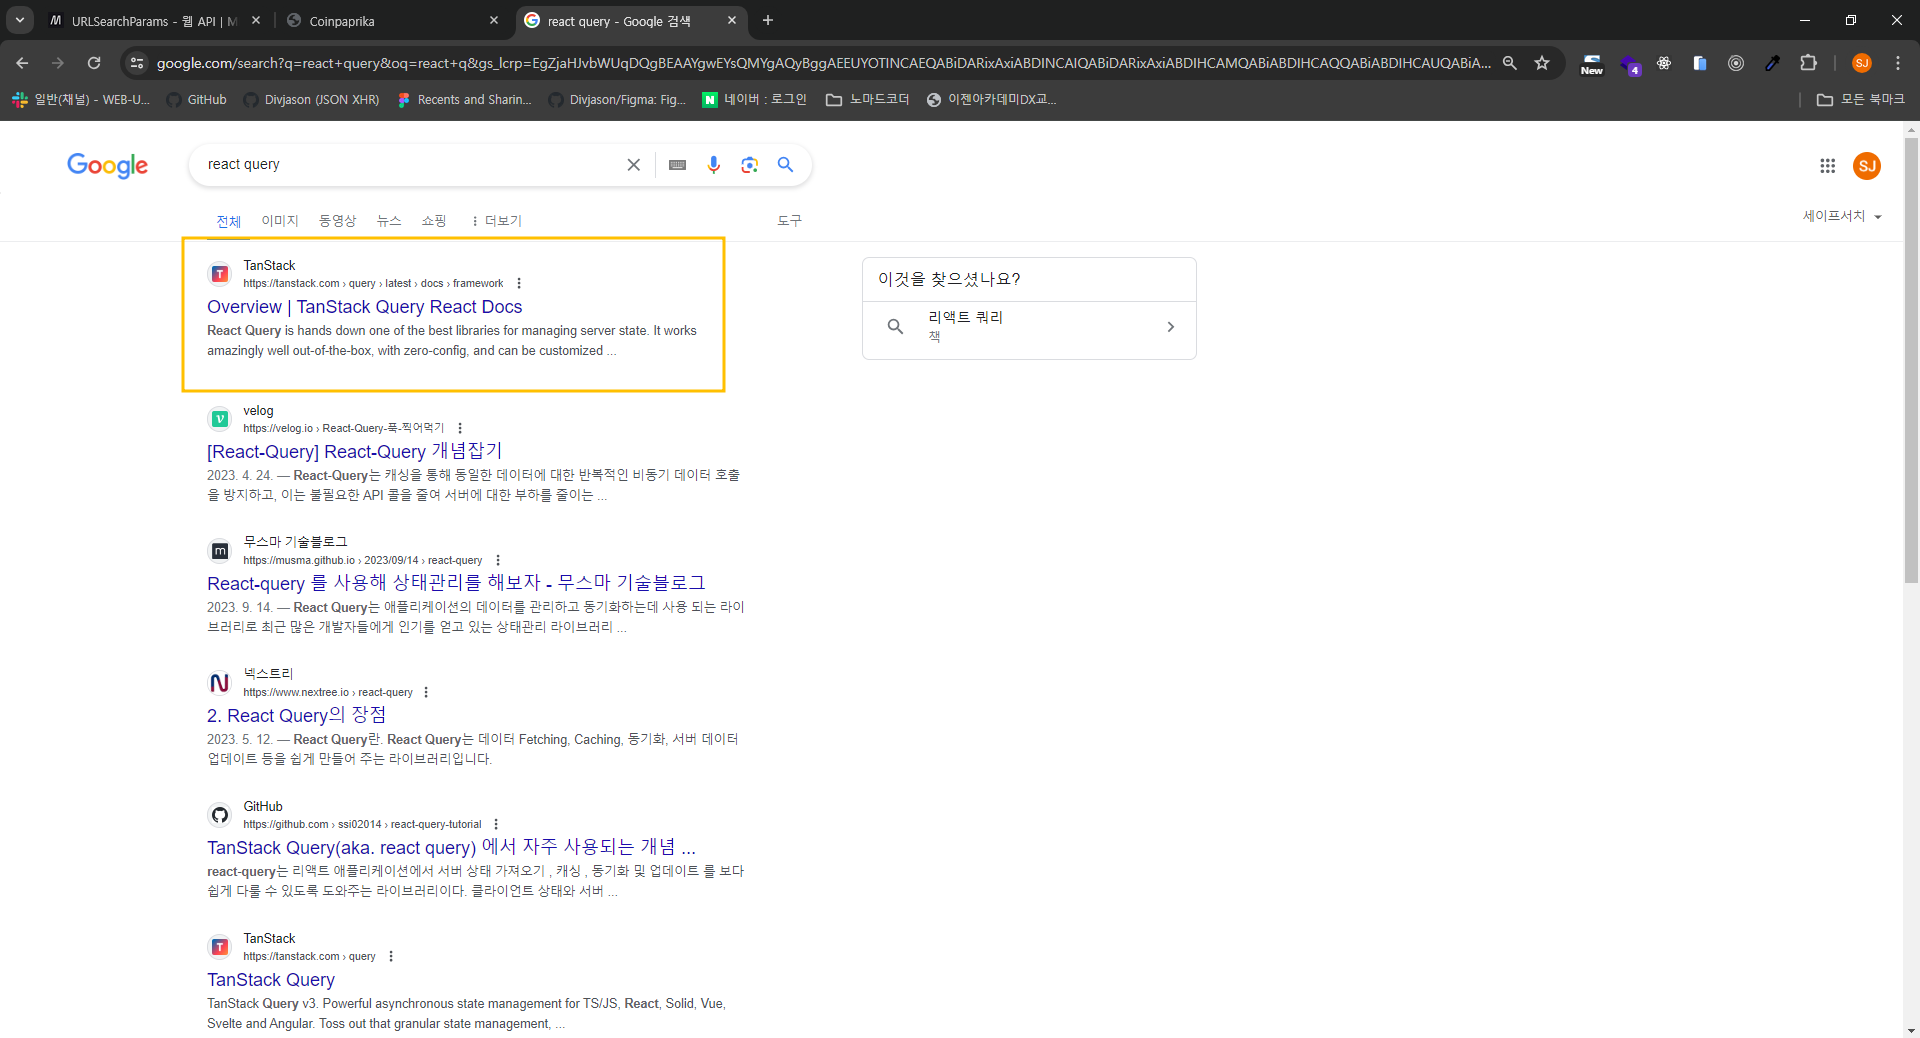 URLSearchParams - 웹 API | M
Coinpaprika
react query - Google 검색
google.com/search?q=react+query&oq=react+q&gs_lcrp=EgZjaHJvbWUqDQgBEAAYgwEYsQMYgAQyBggAEEUYOTINCAEQABiDARixAxiABDINCAIQABiDARixAxiABDIHCAMQABiABDIHCAQQABiABDIHCAUQABiA...
New
4
SJ
일반(채널) - WEB-U...
GitHub
Divjason (JSON XHR)
Recents and Sharin...
Divjason/Figma: Fig...
네이버 : 로그인
노마드코더
이젠아카데미DX교...
모든 북마크
Google
react query
SJ
전체
이미지
동영상
뉴스
쇼핑
더보기
도구
세이프서치
TanStack
https://tanstack.com › query › latest › docs › framework
Overview | TanStack Query React Docs
React Query is hands down one of the best libraries for managing server state. It works
amazingly well out-of-the-box, with zero-config, and can be customized ...
이것을 찾으셨나요?
리액트 쿼리
책
velog
https://velog.io › React-Query-푹-찍어먹기
[React-Query] React-Query 개념잡기
2023. 4. 24. — React-Query는 캐싱을 통해 동일한 데이터에 대한 반복적인 비동기 데이터 호출
을 방지하고, 이는 불필요한 API 콜을 줄여 서버에 대한 부하를 줄이는 ...
무스마 기술블로그
https://musma.github.io › 2023/09/14 › react-query
React-query 를 사용해 상태관리를 해보자 - 무스마 기술블로그
2023. 9. 14. — React Query는 애플리케이션의 데이터를 관리하고 동기화하는데 사용 되는 라이
브러리로 최근 많은 개발자들에게 인기를 얻고 있는 상태관리 라이브러리 ...
넥스트리
https://www.nextree.io › react-query
2. React Query의 장점
2023. 5. 12. — React Query란. React Query는 데이터 Fetching, Caching, 동기화, 서버 데이터
업데이트 등을 쉽게 만들어 주는 라이브러리입니다.
GitHub
https://github.com › ssi02014 › react-query-tutorial
TanStack Query(aka. react query) 에서 자주 사용되는 개념 ...
react-query는 리액트 애플리케이션에서 서버 상태 가져오기 , 캐싱 , 동기화 및 업데이트 를 보다
쉽게 다룰 수 있도록 도와주는 라이브러리이다. 클라이언트 상태와 서버 ...
TanStack
https://tanstack.com › query
TanStack Query
TanStack Query v3. Powerful asynchronous state management for TS/JS, React, Solid, Vue,
Svelte and Angular. Toss out that granular state management, ...